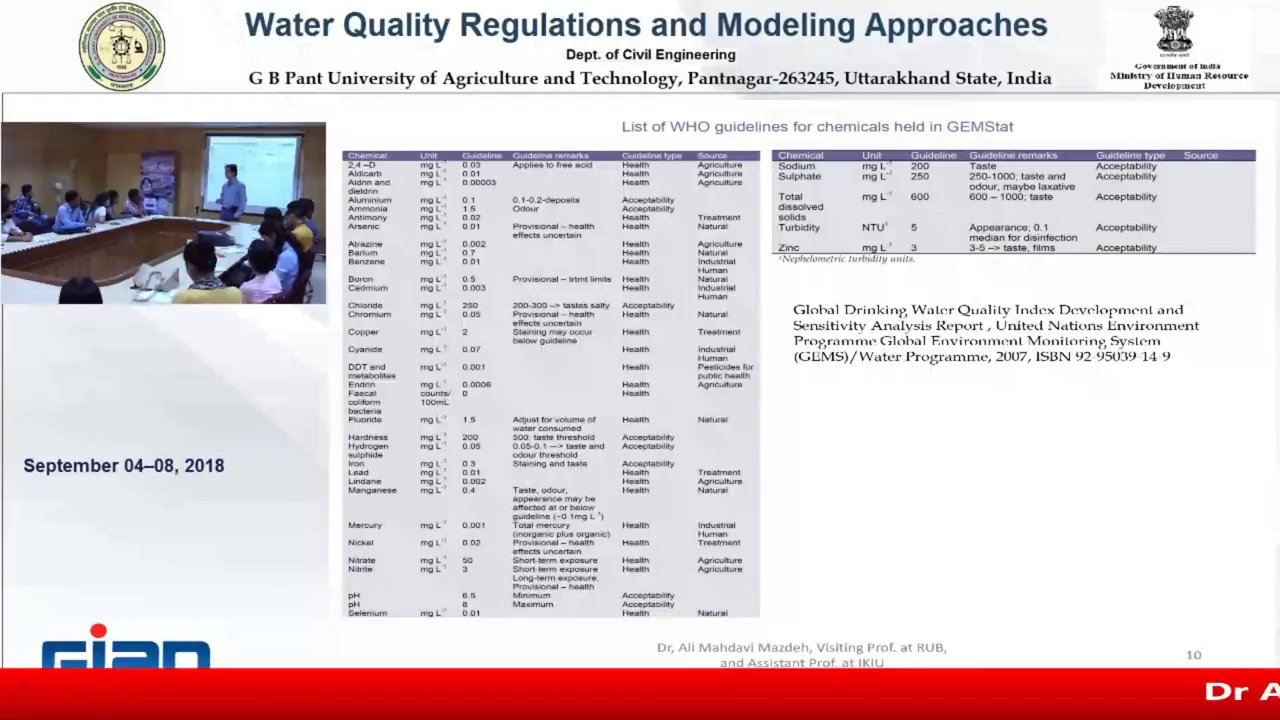 Water Quality Regulations and Modeling Approaches
Dept. of Civil Engineering
G B Pant University of Agriculture and Technology, Pantnagar-263245, Uttarakhand State, India
Government of India
Ministry of Human Resource
Development
List of WHO guidelines for chemicals held in GEMStat
Chemical Unit Guideline Guideline remarks Guideline type Source
2,4 –D mg L⁻¹ 0.03 Applies to free acid Health Agriculture
Aldicarb mg L⁻¹ 0.01 Health Agriculture
Aldrin and mg L⁻¹ 0.00003 Health Agriculture
dieldrin
Aluminium mg L⁻¹ 0.1 0.1-0.2-deposits Acceptability
Ammonia mg L⁻¹ 1.5 Odour Acceptability
Antimony mg L⁻¹ 0.02 Health Treatment
Arsenic mg L⁻¹ 0.01 Provisional – health Health Natural
effects uncertain
Atrazine mg L⁻¹ 0.002 Health Agriculture
Barium mg L⁻¹ 0.7 Health Natural
Benzene mg L⁻¹ 0.01 Health Industrial
Human
Boron mg L⁻¹ 0.5 Provisional – trtmt limits Health Natural
Cadmium mg L⁻¹ 0.003 Health Industrial
Human
Chloride mg L⁻¹ 250 200-300 –> tastes salty Acceptability
Chromium mg L⁻¹ 0.05 Provisional – health Health Natural
effects uncertain
Copper mg L⁻¹ 2 Staining may occur Health Treatment
below guideline
Cyanide mg L⁻¹ 0.07 Health Industrial
Human
DDT and mg L⁻¹ 0.001 Health Pesticides for
metabolites public health
Endrin mg L⁻¹ 0.0006 Health Agriculture
Faecal counts/ 0 Health
coliform 100mL
bacteria
Fluoride mg L⁻¹ 1.5 Adjust for volume of Health Natural
water consumed
Hardness mg L⁻¹ 200 500: taste threshold Acceptability
Hydrogen mg L⁻¹ 0.05 0.05-0.1 –> taste and Acceptability
sulphide odour threshold
Iron mg L⁻¹ 0.3 Staining and taste Acceptability
Lead mg L⁻¹ 0.01 Health Treatment
Lindane mg L⁻¹ 0.002 Health Agriculture
Manganese mg L⁻¹ 0.4 Taste, odour, Health Natural
appearance may be
affected at or below
guideline (~0.1mg L⁻¹)
Mercury mg L⁻¹ 0.001 Total mercury Health Industrial
(inorganic plus organic) Human
Nickel mg L⁻¹ 0.02 Provisional – health Health Treatment
effects uncertain
Nitrate mg L⁻¹ 50 Short-term exposure Health Agriculture
Nitrite mg L⁻¹ 3 Short-term exposure Health Agriculture
Long-term exposure;
Provisional – health
pH 6.5 Minimum Acceptability
pH 8 Maximum Acceptability
Selenium mg L⁻¹ 0.01 Health Natural
Chemical Unit Guideline Guideline remarks Guideline type Source
Sodium mg L⁻¹ 200 Taste Acceptability
Sulphate mg L⁻¹ 250 250-1000; taste and Acceptability
odour, maybe laxative
Total mg L⁻¹ 600 600 – 1000; taste Acceptability
dissolved
solids
Turbidity NTU¹ 5 Appearance; 0.1 Acceptability
median for disinfection
Zinc mg L⁻¹ 3 3-5 –> taste, films Acceptability
¹Nephelometric turbidity units.
Global Drinking Water Quality Index Development and
Sensitivity Analysis Report , United Nations Environment
Programme Global Environment Monitoring System
(GEMS)/Water Programme, 2007, ISBN 92-95039-14-9
September 04–08, 2018
GIAN
Dr, Ali Mahdavi Mazdeh, Visiting Prof. at RUB,
and Assistant Prof. at IKIU
10
Dr A